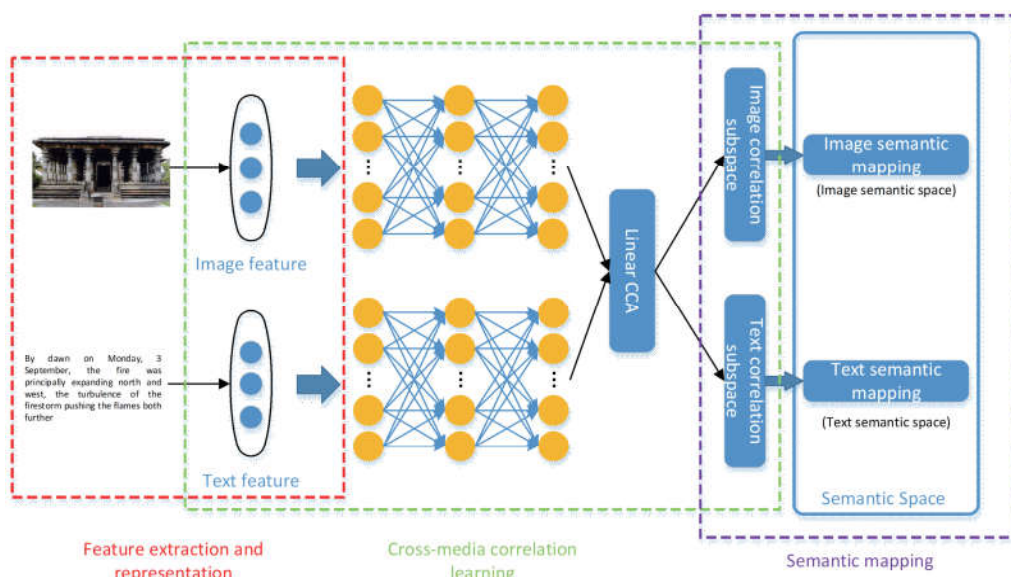 Image feature
By dawn on Monday, 3
September, the fire was
principally expanding north and
west, the turbulence of the
firestorm pushing the flames both
further
Text feature
Linear CCA
Image correlation
subspace
Text correlation
subspace
Image semantic
mapping
(Image semantic space)
Text semantic
mapping
(Text semantic space)
Semantic Space
Feature extraction and
representation
Cross-media correlation
learning
Semantic mapping